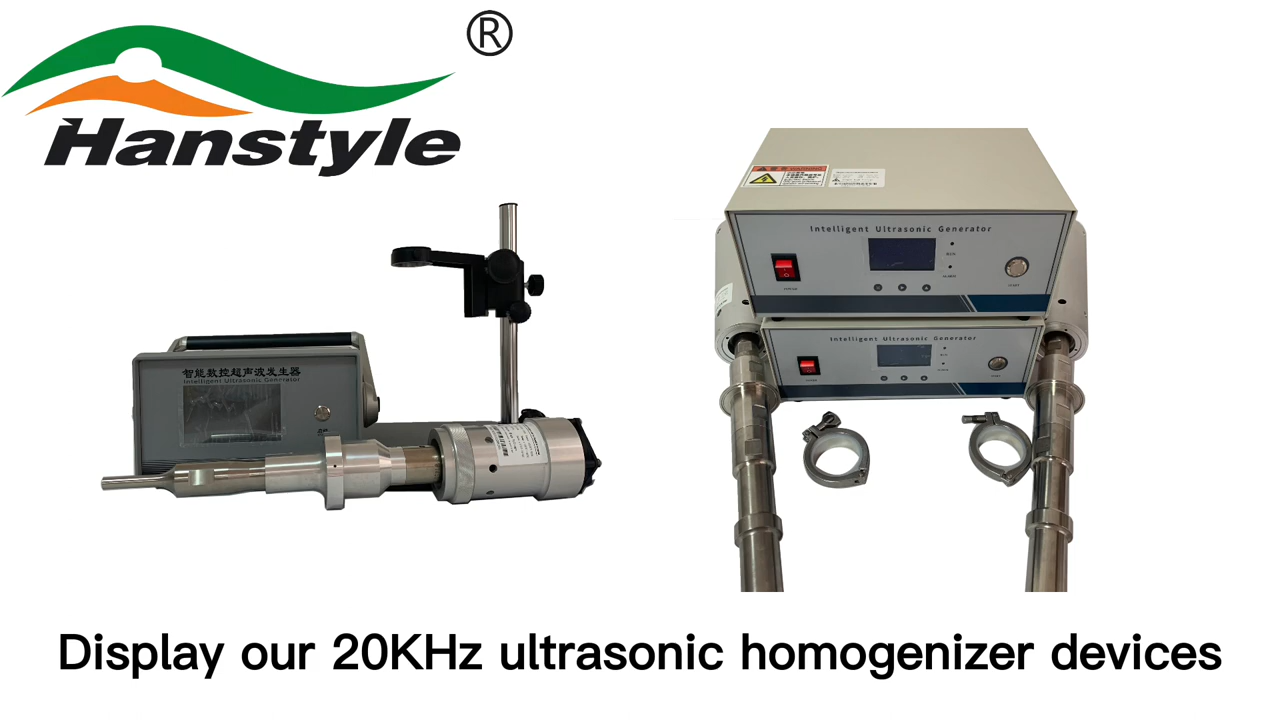 Hanstyle
®
WARNING
Intelligent Ultrasonic Generator
Intelligent Ultrasonic Generator
智能数控超声波发生器
Intelligent Ultrasonic Generator
Display our 20KHz ultrasonic homogenizer devices